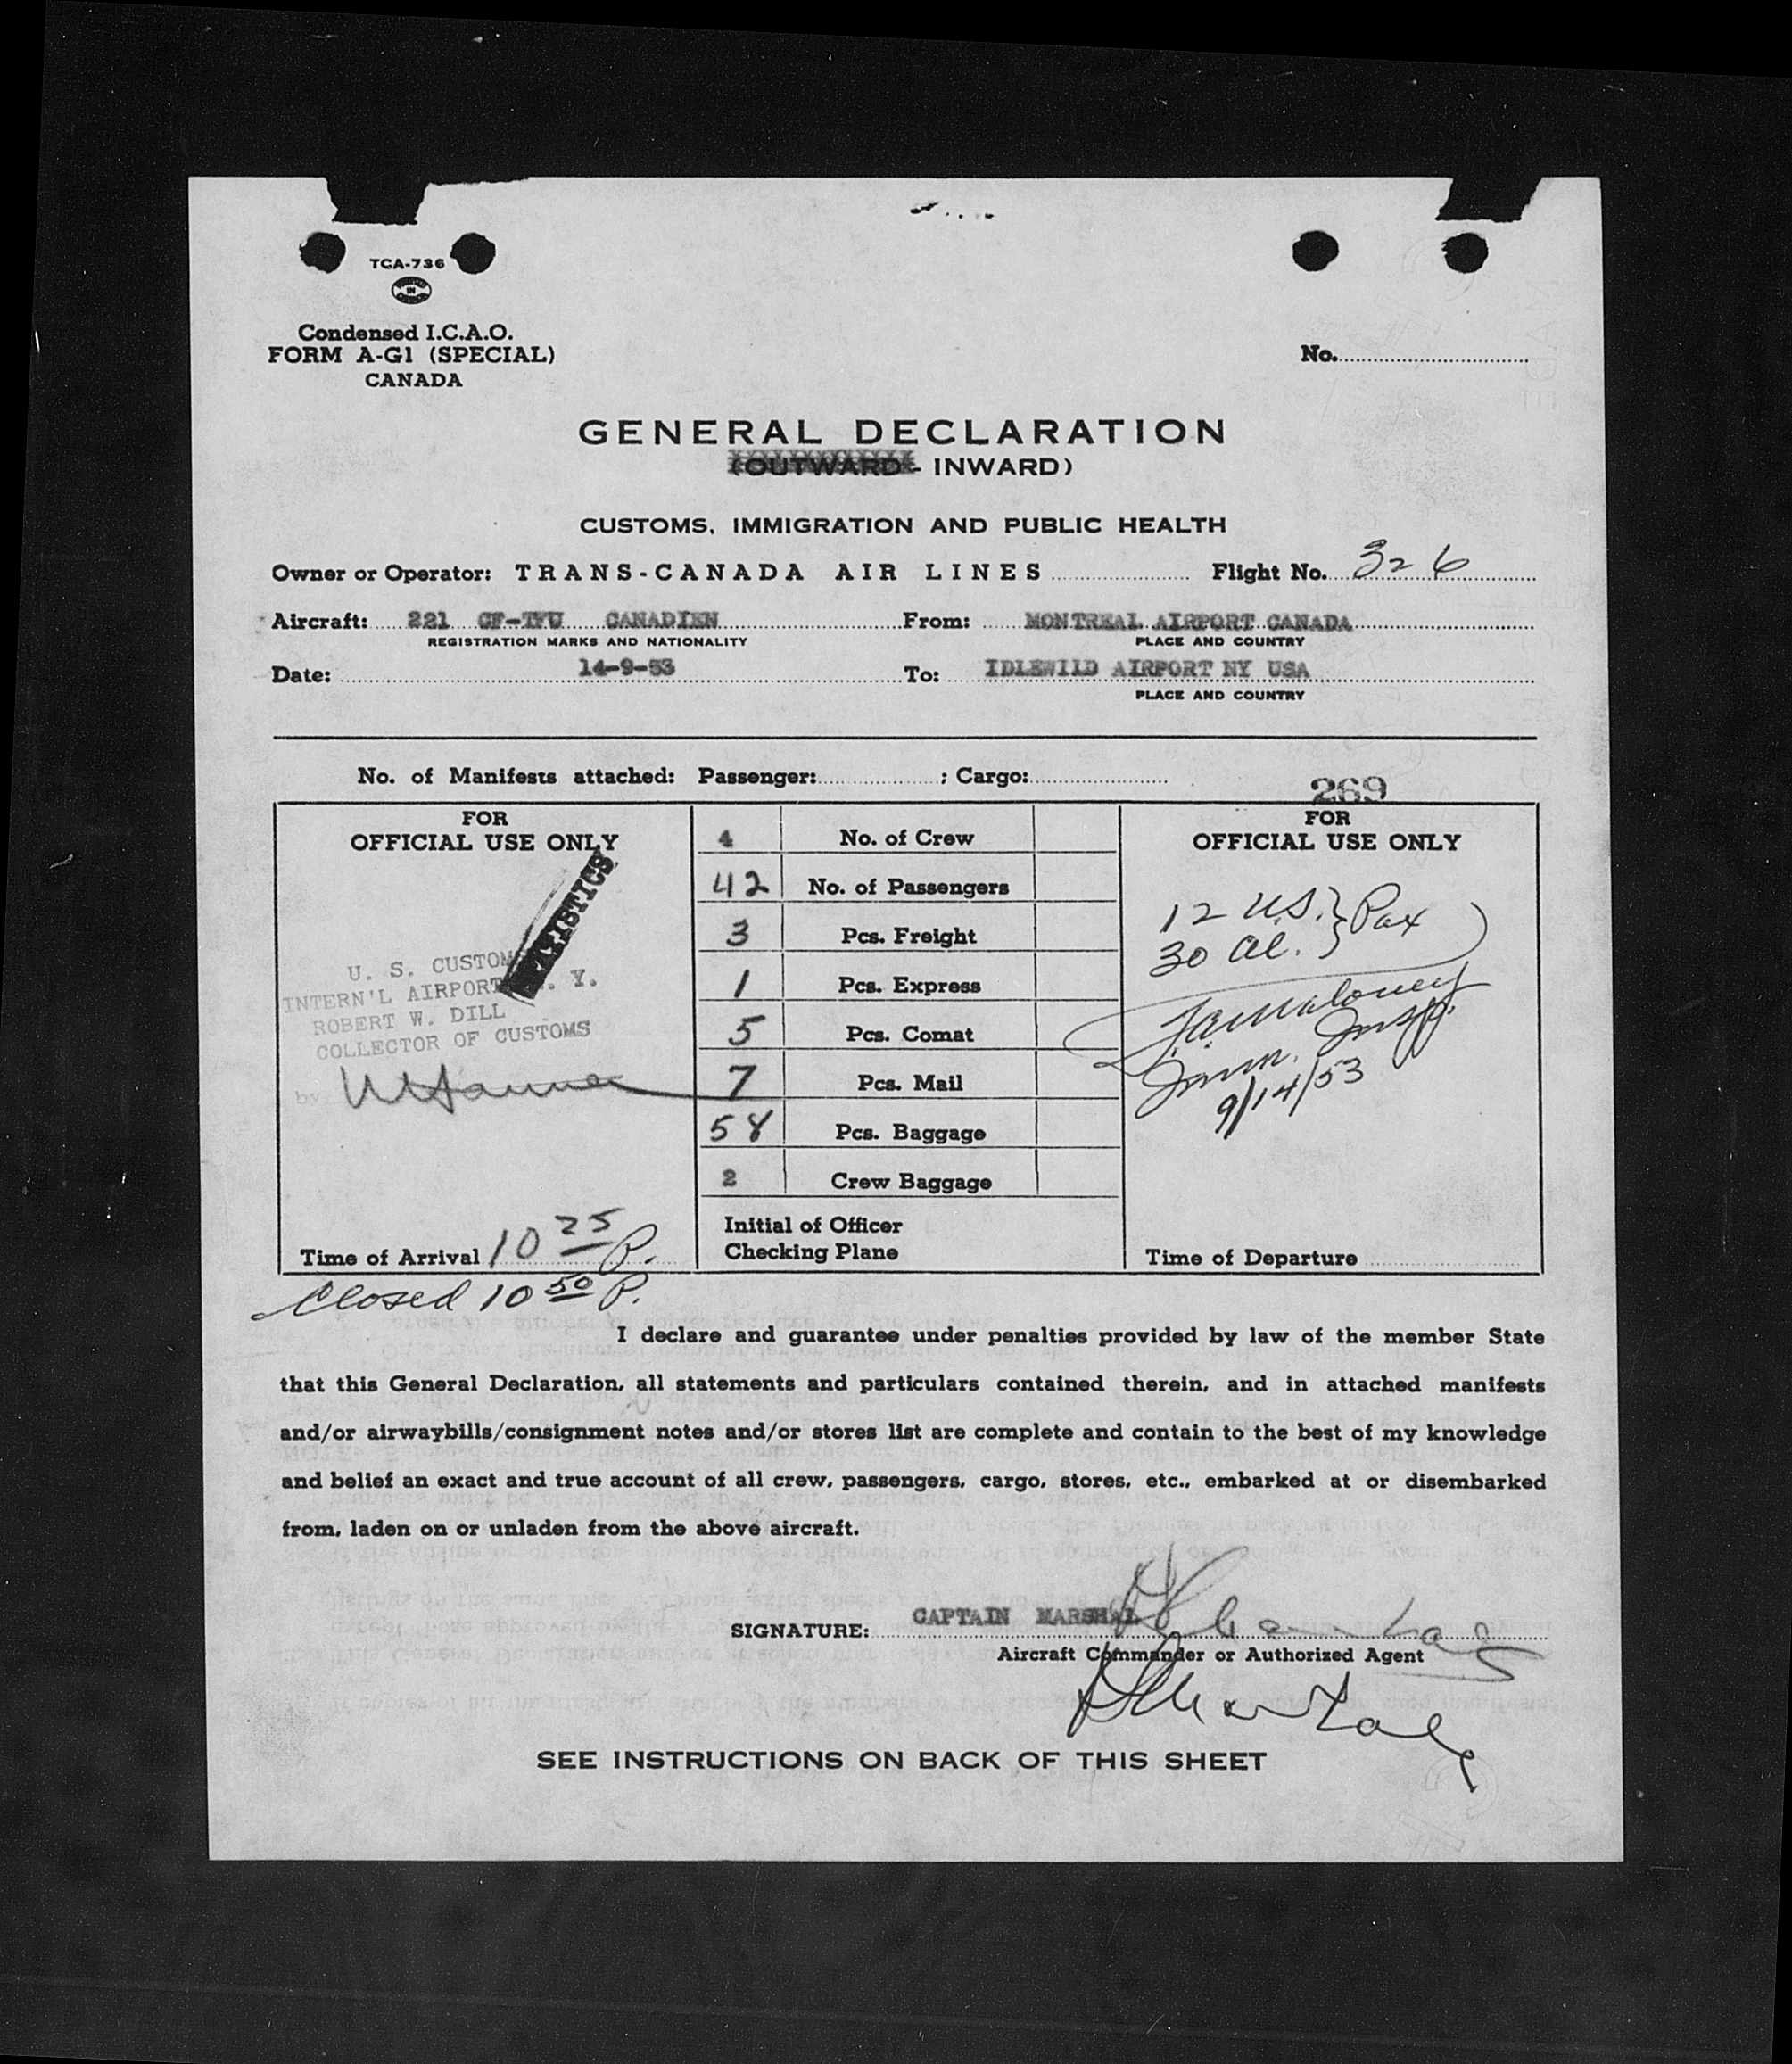 TCA-736
Condensed I.C.A.O.
FORM A-G1 (SPECIAL)
CANADA
No.
GENERAL DECLARATION
(OUTWARD - INWARD)
CUSTOMS, IMMIGRATION AND PUBLIC HEALTH
Owner or Operator: TRANS-CANADA AIR LINES Flight No. 326
Aircraft: 221 CF-TFU CANADIEN From: MONTREAL AIRPORT CANADA
REGISTRATION MARKS AND NATIONALITY PLACE AND COUNTRY
Date: 14-9-53 To: IDLEWILD AIRPORT NY USA
PLACE AND COUNTRY
No. of Manifests attached: Passenger: ; Cargo:
269
FOR
OFFICIAL USE ONLY
STATISTICS
U. S. CUSTOMS
INTERN'L AIRPORT N. Y.
ROBERT W. DILL
COLLECTOR OF CUSTOMS
by
Time of Arrival 10 25 P.
Closed 10 50 P.
4 No. of Crew
42 No. of Passengers
3 Pcs. Freight
1 Pcs. Express
5 Pcs. Comat
7 Pcs. Mail
58 Pcs. Baggage
2 Crew Baggage
Initial of Officer
Checking Plane
FOR
OFFICIAL USE ONLY
12 U.S. } Pax
30 al.
Imm. Insp.
9/14/53
Time of Departure
I declare and guarantee under penalties provided by law of the member State
that this General Declaration, all statements and particulars contained therein, and in attached manifests
and/or airwaybills/consignment notes and/or stores list are complete and contain to the best of my knowledge
and belief an exact and true account of all crew, passengers, cargo, stores, etc., embarked at or disembarked
from, laden on or unladen from the above aircraft.
SIGNATURE: CAPTAIN MARSHAL
Aircraft Commander or Authorized Agent
SEE INSTRUCTIONS ON BACK OF THIS SHEET